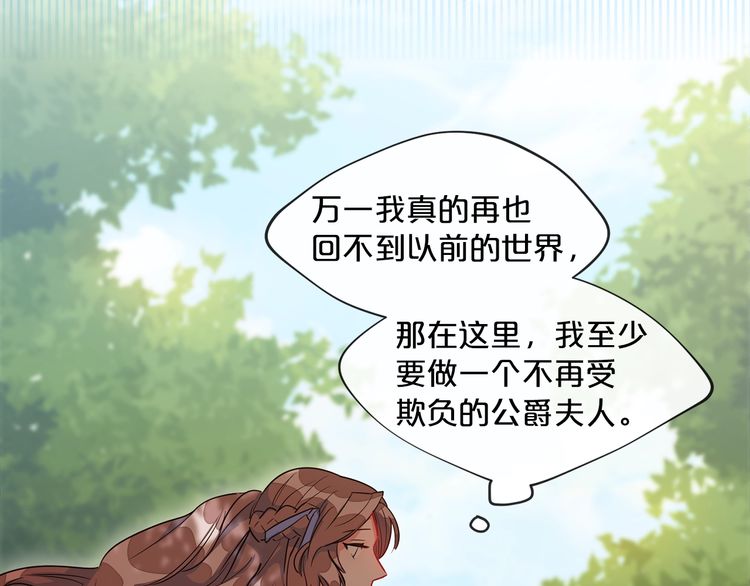 万一我真的再也
回不到以前的世界，
那在这里，我至少
要做一个不再受
欺负的公爵夫人。